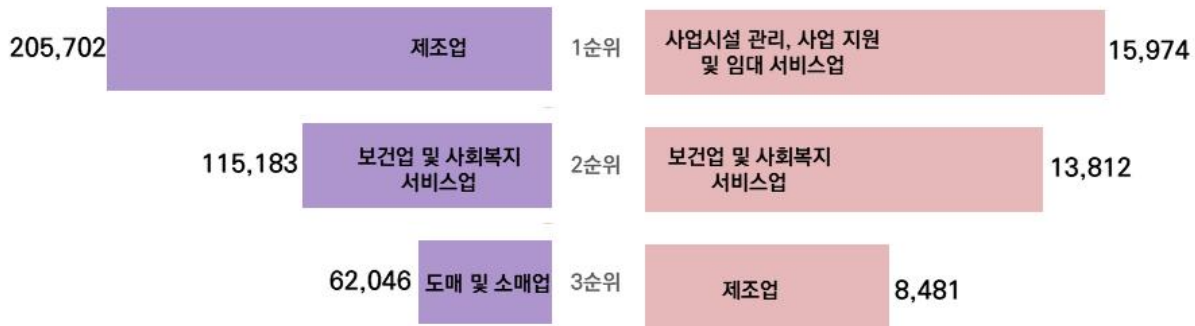 205,702
제조업
1순위
사업시설 관리, 사업 지원
및 임대 서비스업
15,974
115,183
보건업 및 사회복지
서비스업
2순위
보건업 및 사회복지
서비스업
13,812
62,046
도매 및 소매업
3순위
제조업
8,481